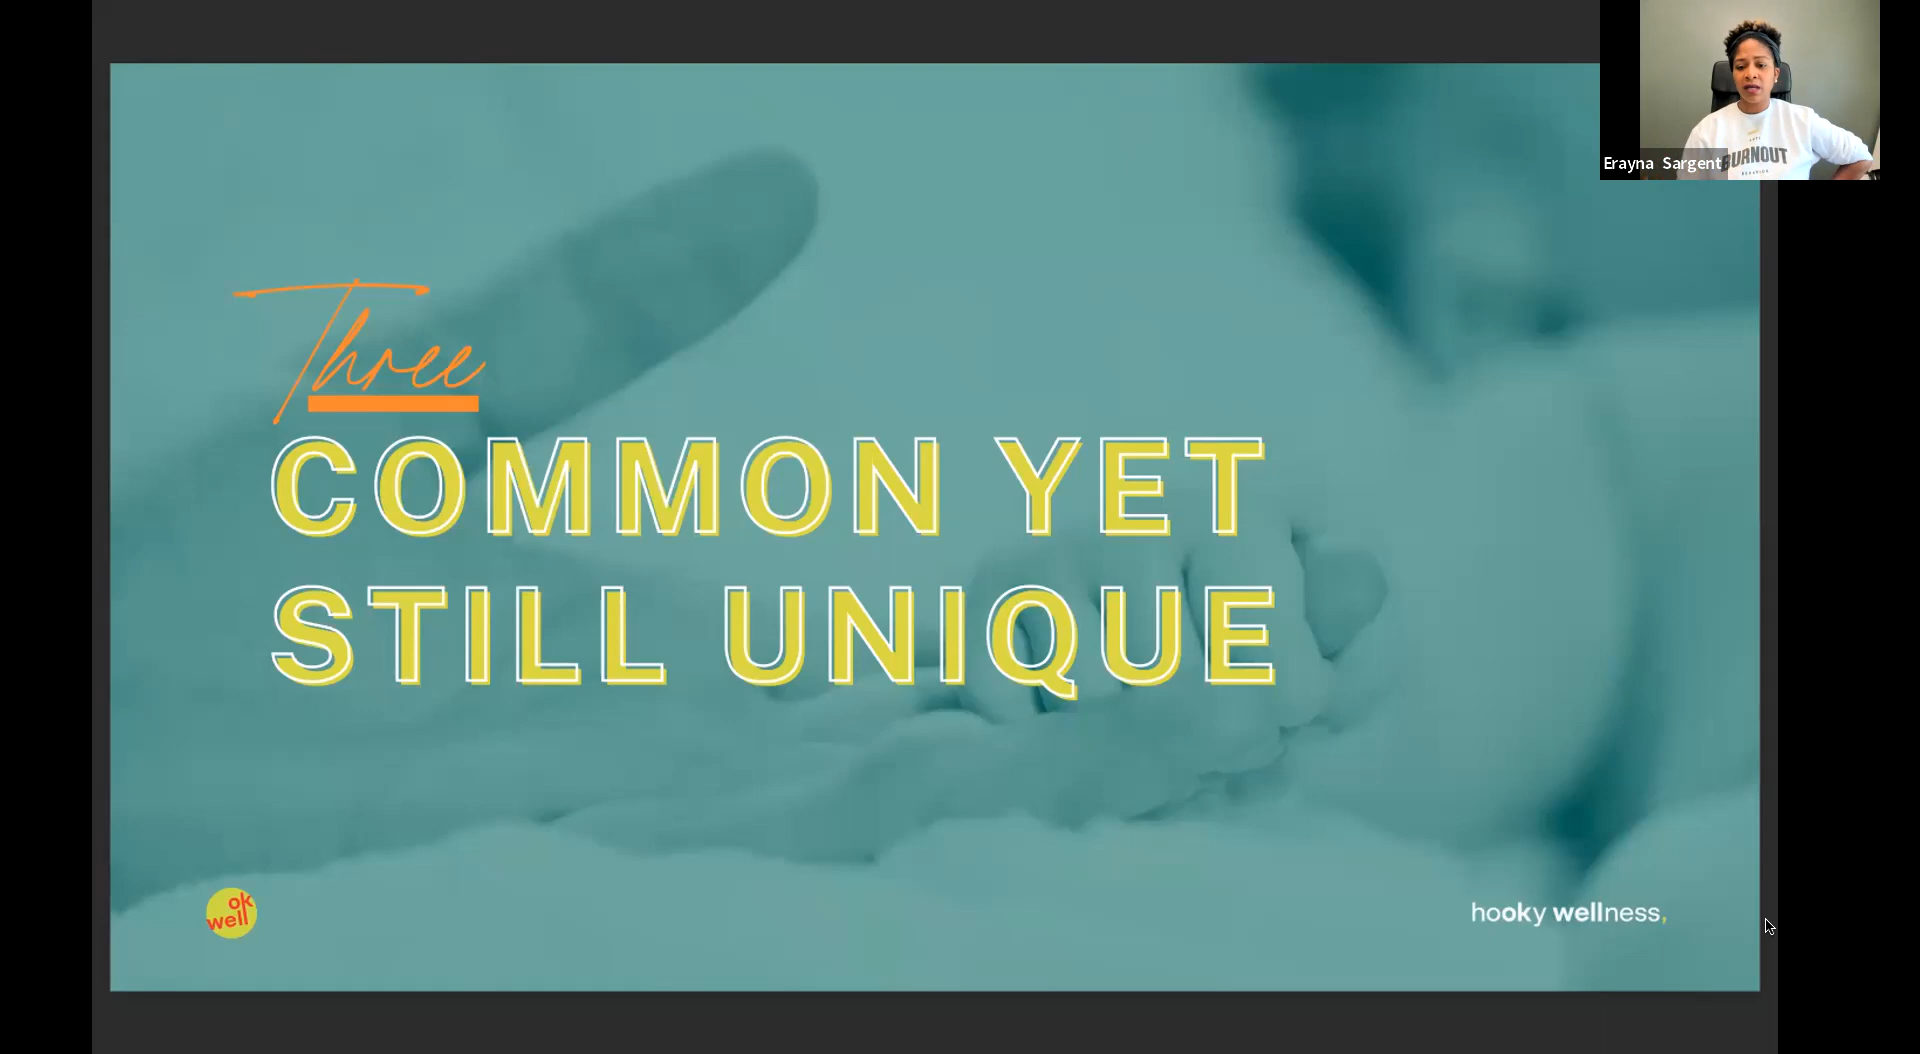 Erayna Sargent
BURNOUT
Three
COMMON YET
STILL UNIQUE
ok
well
hooky wellness,